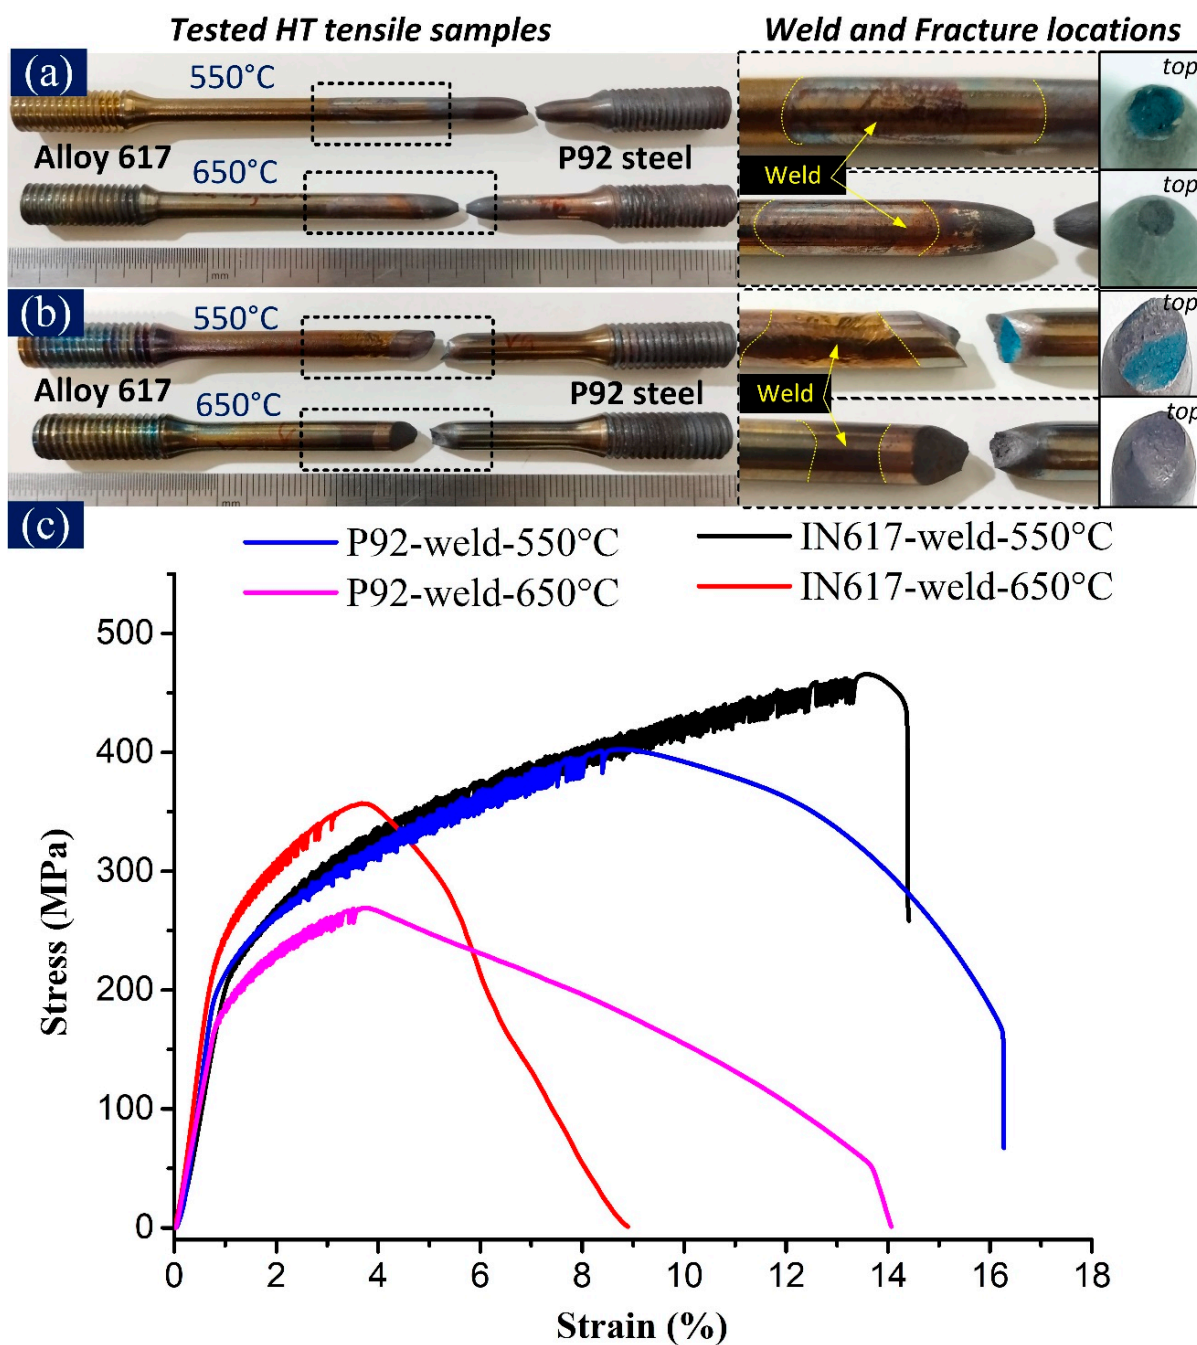 Tested HT tensile samples
Weld and Fracture locations
(a)
550°C
top
Alloy 617
P92 steel
650°C
Weld
top
mm
(b)
550°C
top
Alloy 617
P92 steel
650°C
Weld
top
mm
(c)
P92-weld-550°C
IN617-weld-550°C
P92-weld-650°C
IN617-weld-650°C
500
400
300
200
100
0
Stress (MPa)
0 2 4 6 8 10 12 14 16 18
Strain (%)